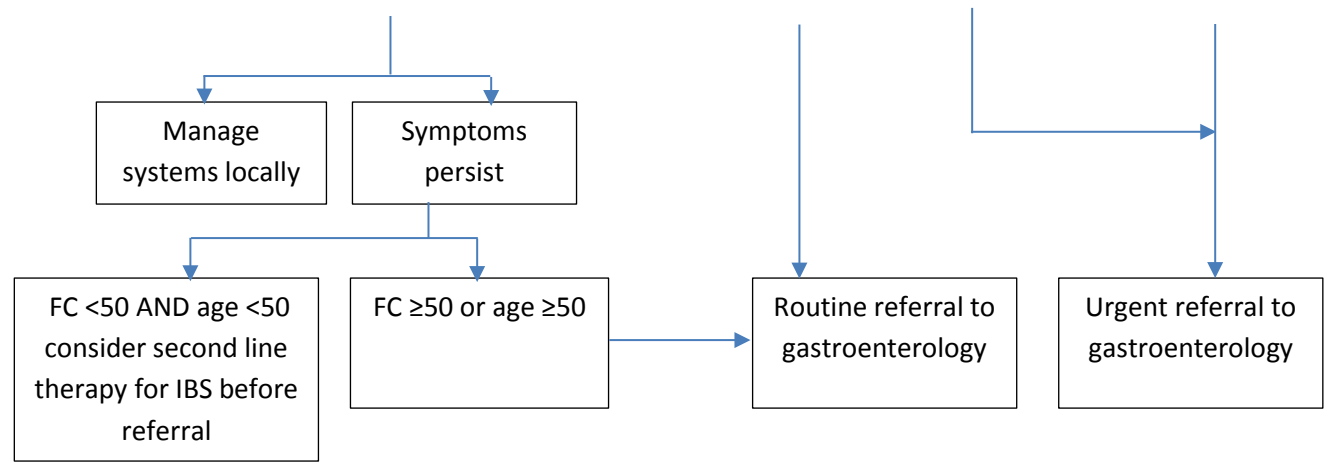 Manage
systems locally
Symptoms
persist
FC <50 AND age <50
consider second line
therapy for IBS before
referral
FC ≥50 or age ≥50
Routine referral to
gastroenterology
Urgent referral to
gastroenterology